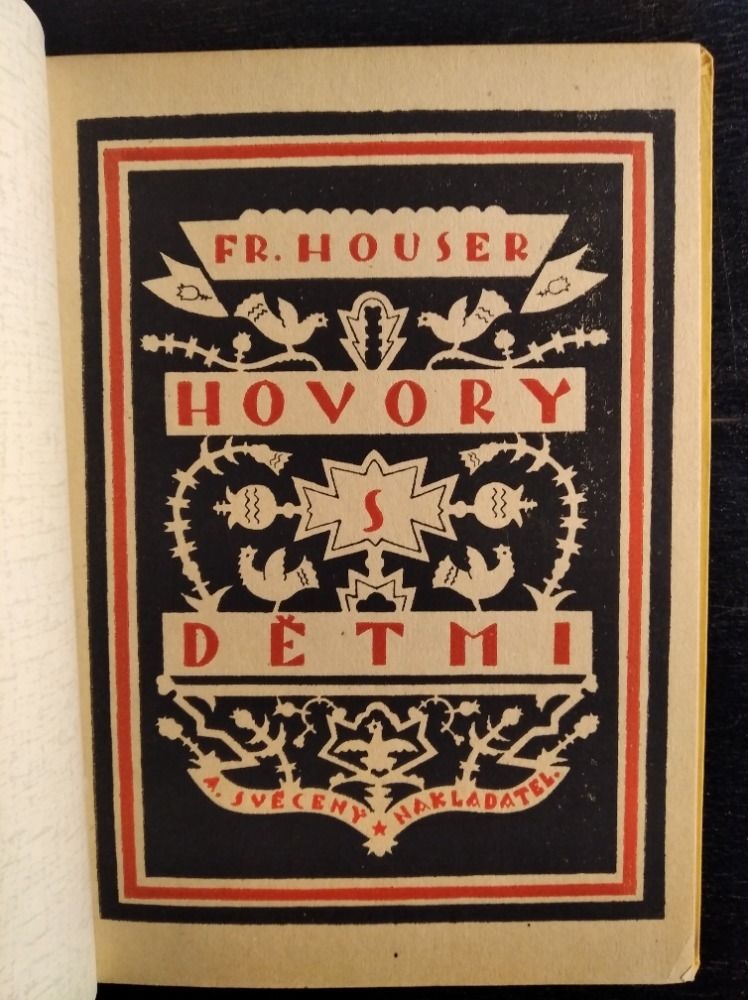 FR. HOUSER
HOVORY
S
DĚTMI
A. SVĚCENÝ ★ NAKLADATEL.